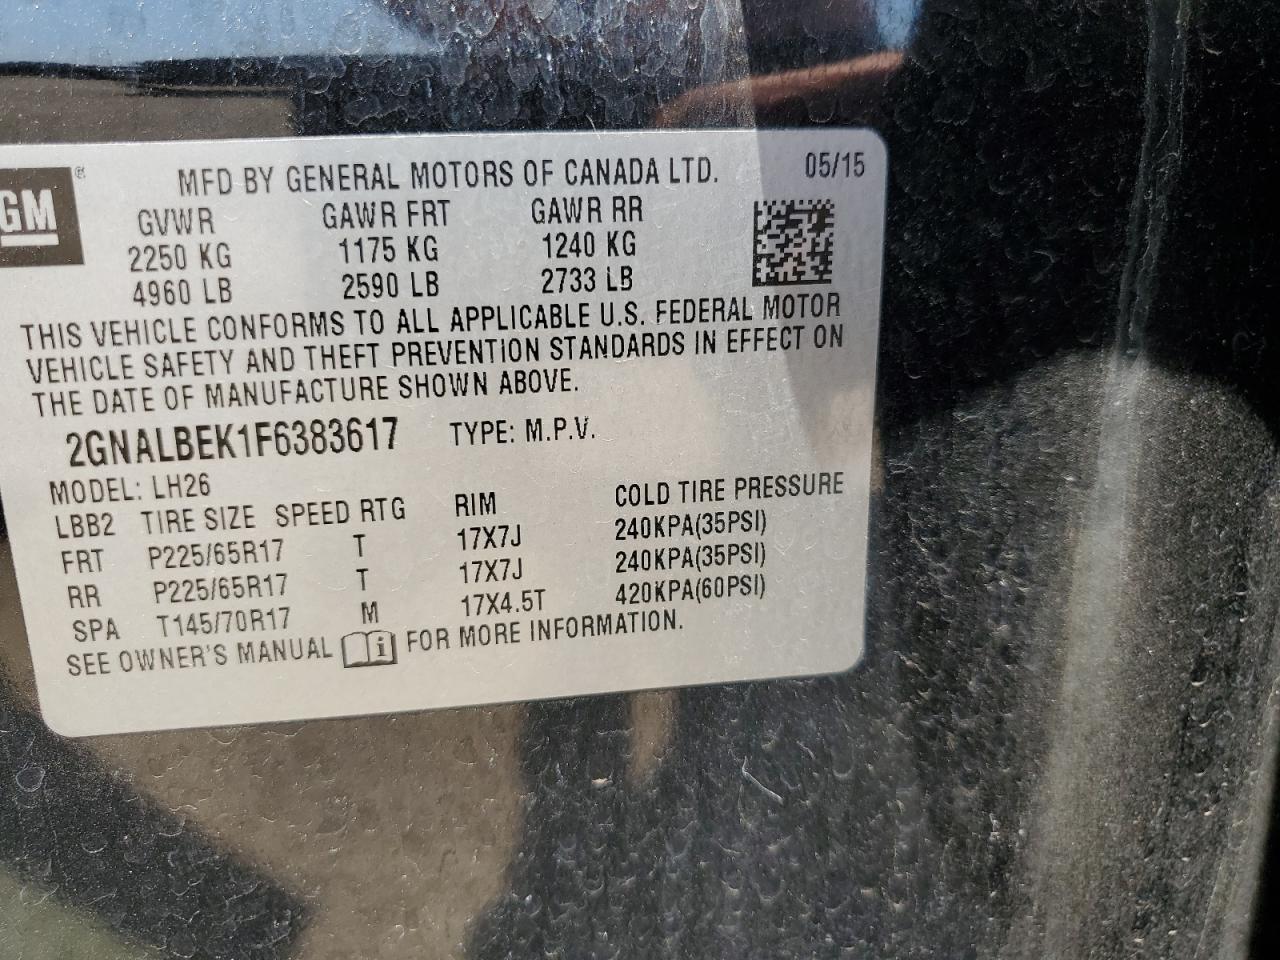 GM ® MFD BY GENERAL MOTORS OF CANADA LTD. 05/15
GVWR GAWR FRT GAWR RR
2250 KG 1175 KG 1240 KG
4960 LB 2590 LB 2733 LB
THIS VEHICLE CONFORMS TO ALL APPLICABLE U.S. FEDERAL MOTOR
VEHICLE SAFETY AND THEFT PREVENTION STANDARDS IN EFFECT ON
THE DATE OF MANUFACTURE SHOWN ABOVE.
2GNALBEK1F6383617 TYPE: M.P.V.
MODEL: LH26
LBB2 TIRE SIZE SPEED RTG RIM COLD TIRE PRESSURE
FRT P225/65R17 T 17X7J 240KPA(35PSI)
RR P225/65R17 T 17X7J 240KPA(35PSI)
SPA T145/70R17 M 17X4.5T 420KPA(60PSI)
SEE OWNER'S MANUAL i FOR MORE INFORMATION.